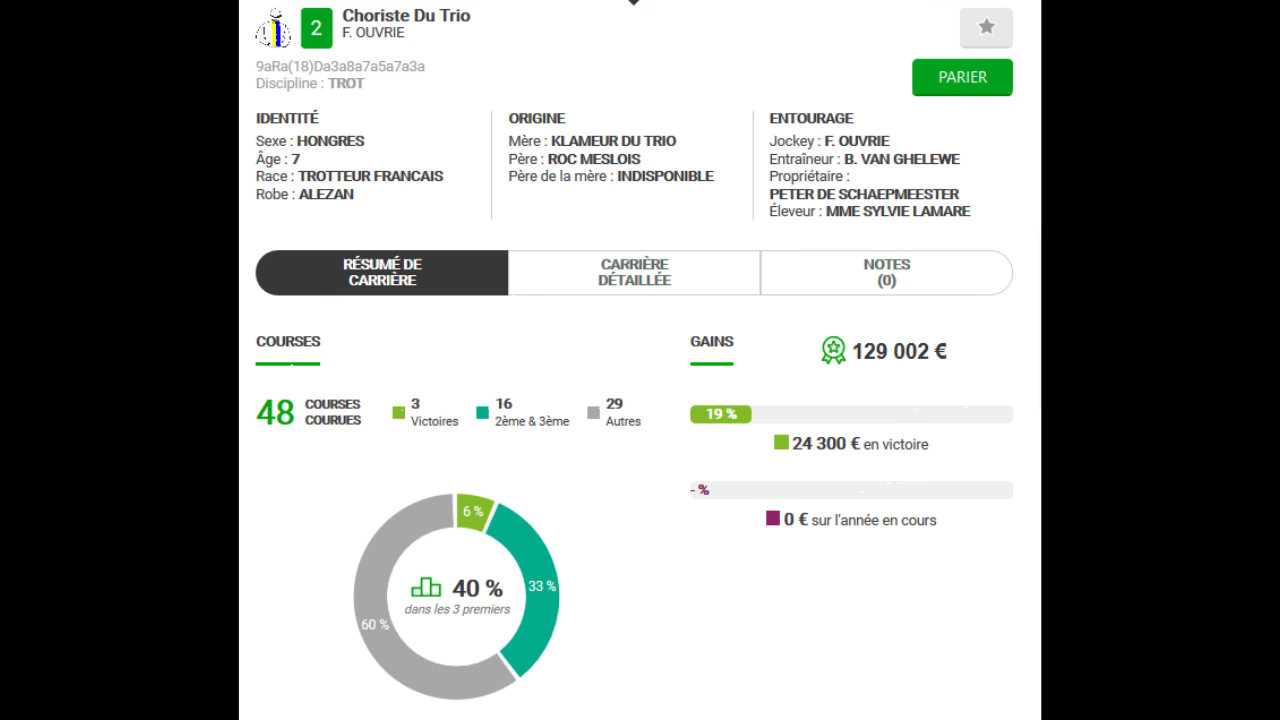 2
Choriste Du Trio
F. OUVRIE
9aRa(18)Da3a8a7a5a7a3a
Discipline : TROT
PARIER
IDENTITÉ
Sexe : HONGRES
Âge : 7
Race : TROTTEUR FRANCAIS
Robe : ALEZAN
ORIGINE
Mère : KLAMEUR DU TRIO
Père : ROC MESLOIS
Père de la mère : INDISPONIBLE
ENTOURAGE
Jockey : F. OUVRIE
Entraîneur : B. VAN GHELEWE
Propriétaire :
PETER DE SCHAEPMEESTER
Éleveur : MME SYLVIE LAMARE
RÉSUMÉ DE
CARRIÈRE
CARRIÈRE
DÉTAILLÉE
NOTES
(0)
COURSES
48 COURSES
COURUES
3
Victoires
16
2ème & 3ème
29
Autres
6 %
33 %
60 %
40 %
dans les 3 premiers
GAINS
129 002 €
19 %
24 300 € en victoire
- %
0 € sur l'année en cours